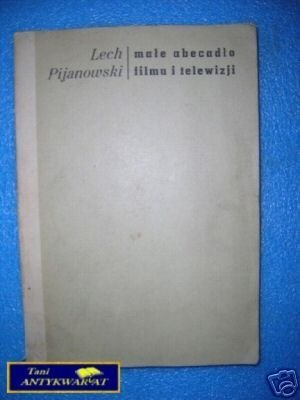 Lech
Pijanowski
małe abecadło
filmu i telewizji
Tani
ANTYKWARIAT